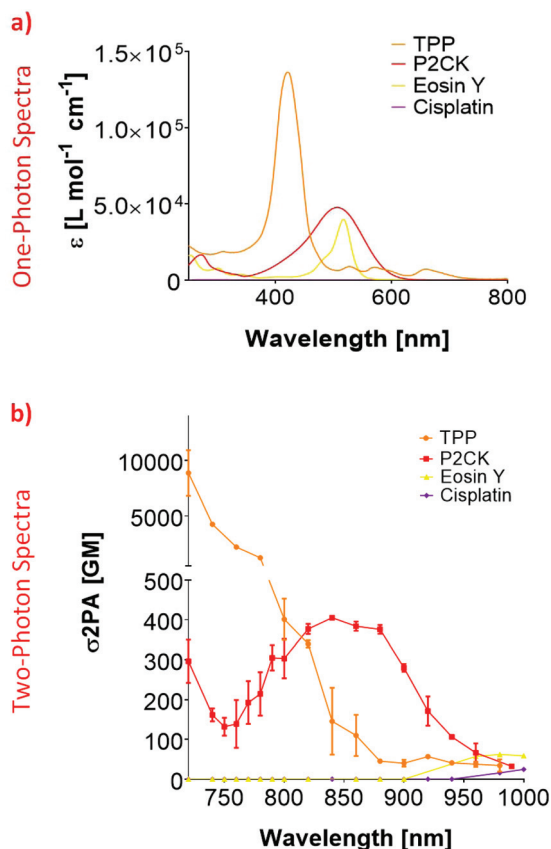 a)
One-Photon Spectra
ε [L mol⁻¹ cm⁻¹]
1.5×10⁵
1.0×10⁵
5.0×10⁴
0
TPP
P2CK
Eosin Y
Cisplatin
400 600 800
Wavelength [nm]
b)
Two-Photon Spectra
σ2PA [GM]
10000
5000
500
400
300
200
100
0
TPP
P2CK
Eosin Y
Cisplatin
750 800 850 900 950 1000
Wavelength [nm]